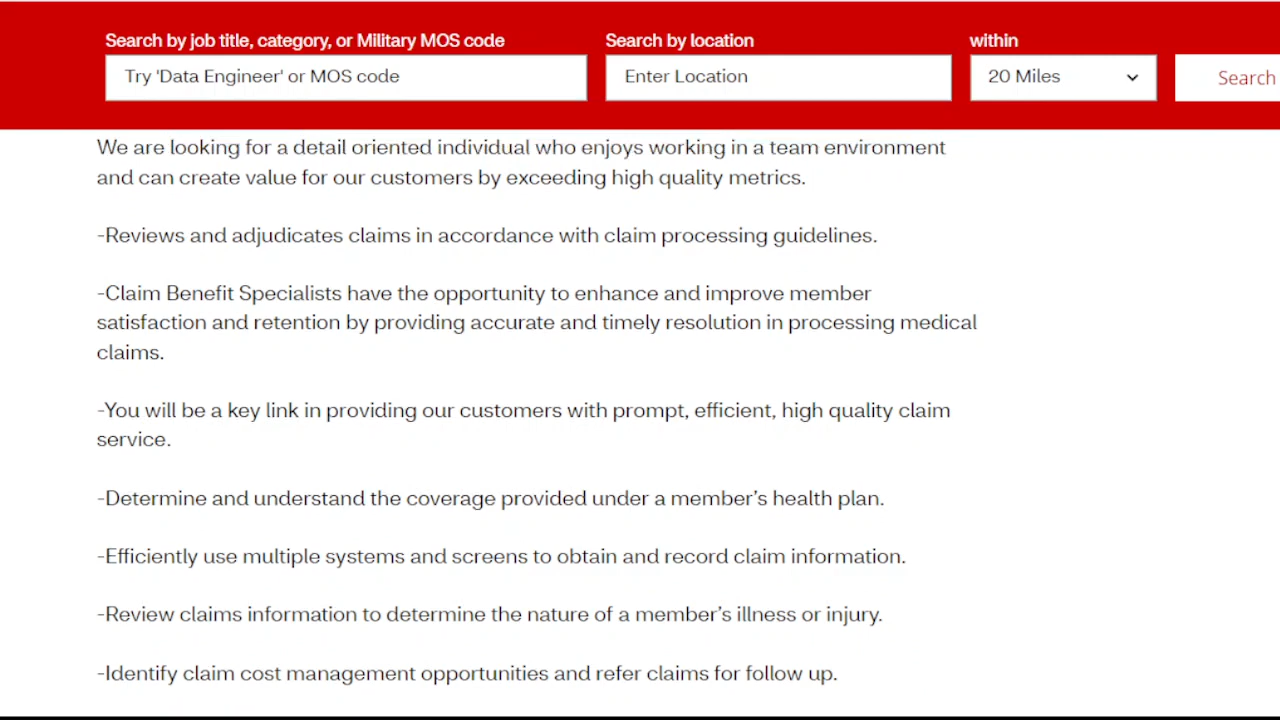 Search by job title, category, or Military MOS code
Search by location
within
Try 'Data Engineer' or MOS code
Enter Location
20 Miles
Search
We are looking for a detail oriented individual who enjoys working in a team environment
and can create value for our customers by exceeding high quality metrics.
-Reviews and adjudicates claims in accordance with claim processing guidelines.
-Claim Benefit Specialists have the opportunity to enhance and improve member
satisfaction and retention by providing accurate and timely resolution in processing medical
claims.
-You will be a key link in providing our customers with prompt, efficient, high quality claim
service.
-Determine and understand the coverage provided under a member’s health plan.
-Efficiently use multiple systems and screens to obtain and record claim information.
-Review claims information to determine the nature of a member’s illness or injury.
-Identify claim cost management opportunities and refer claims for follow up.